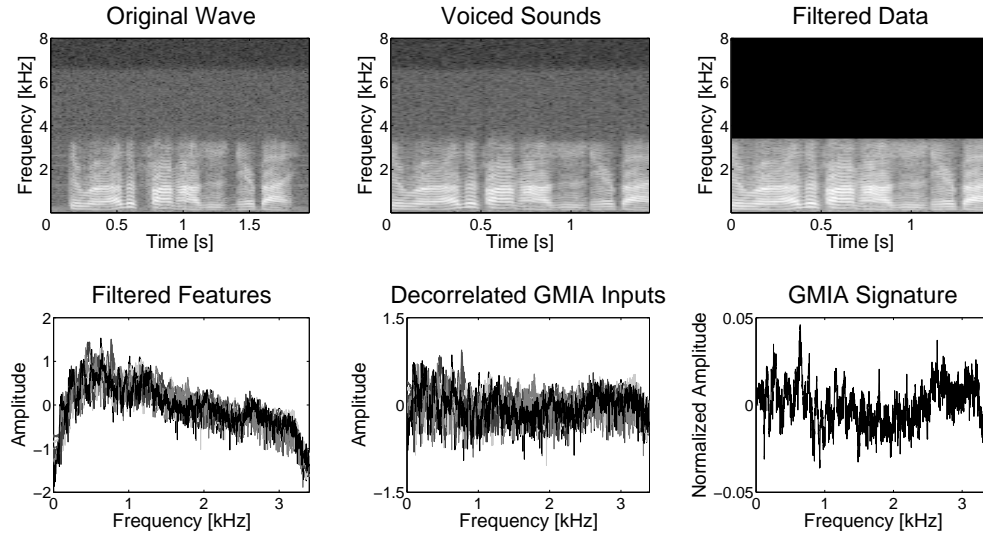 Original Wave
Voiced Sounds
Filtered Data
Frequency [kHz]
8
6
4
2
0
0.5
1
1.5
Time [s]
Frequency [kHz]
8
6
4
2
0
0.5
1
Time [s]
Frequency [kHz]
8
6
4
2
0
0.5
1
Time [s]
Filtered Features
Decorrelated GMIA Inputs
GMIA Signature
Amplitude
2
1
0
−1
−2
0
1
2
3
Frequency [kHz]
Amplitude
1.5
0
−1.5
0
1
2
3
Frequency [kHz]
Normalized Amplitude
0.05
0
−0.05
0
1
2
3
Frequency [kHz]